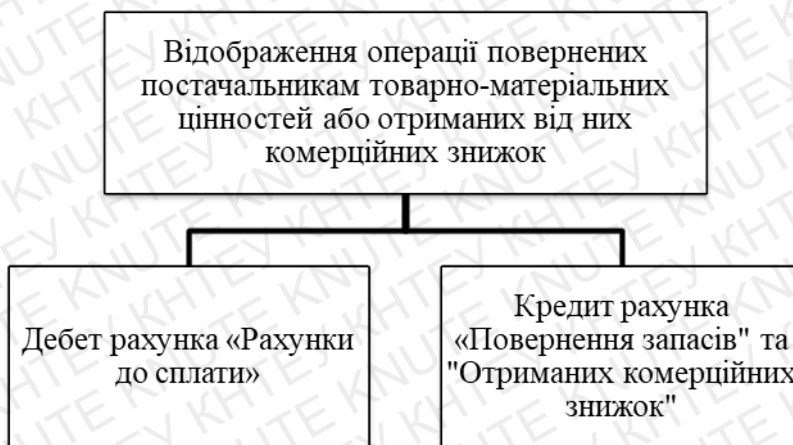 Відображення операції повернених
постачальникам товарно-матеріальних
цінностей або отриманих від них
комерційних знижок
Дебет рахунка «Рахунки
до сплати»
Кредит рахунка
«Повернення запасів" та
"Отриманих комерційних
знижок"